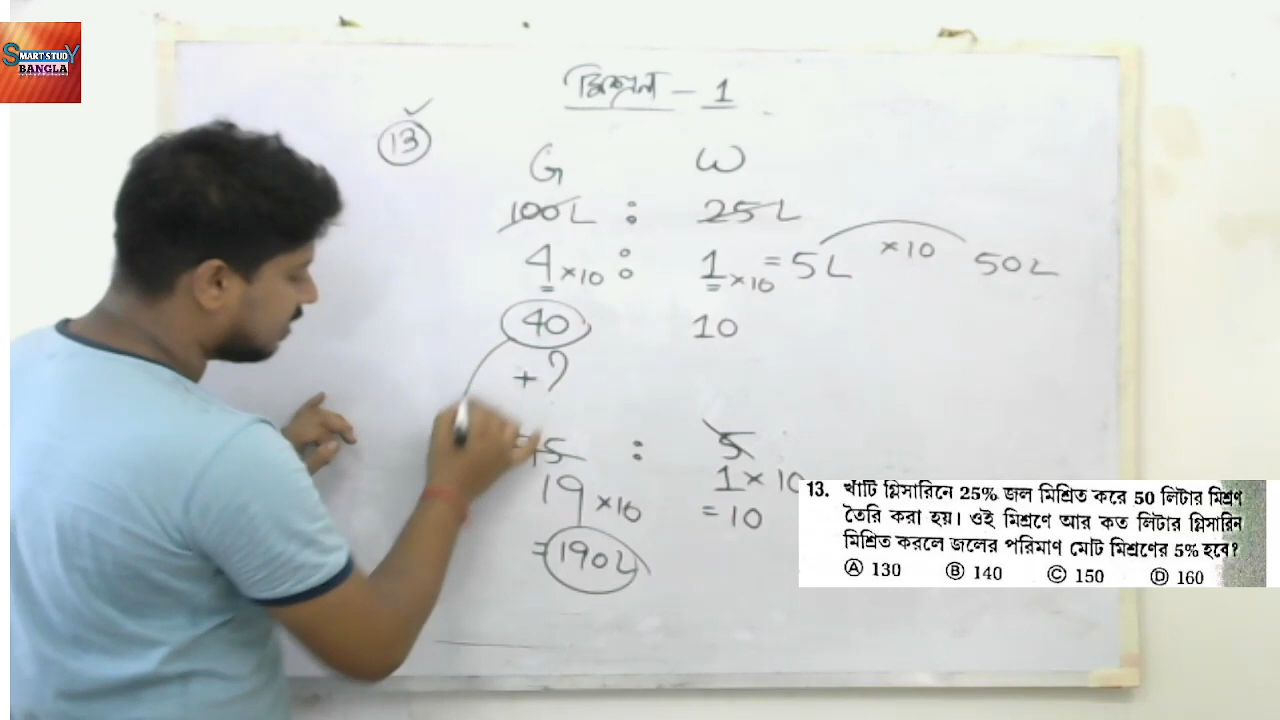 SMART STUDY
BANGLA
মিশ্রণ - 1
13
G W
100L : 25L
4 ×10 : 1 ×10 = 5L ×10 50L
40 10
+ ?
95 : 5
19 ×10 1 × 10
= 190L = 10
13. খাঁটি গ্লিসারিনে 25% জল মিশ্রিত করে 50 লিটার মিশ্রণ
তৈরি করা হয়। ওই মিশ্রণে আর কত লিটার গ্লিসারিন
মিশ্রিত করলে জলের পরিমাণ মোট মিশ্রণের 5% হবে?
Ⓐ 130 Ⓑ 140 Ⓒ 150 Ⓓ 160